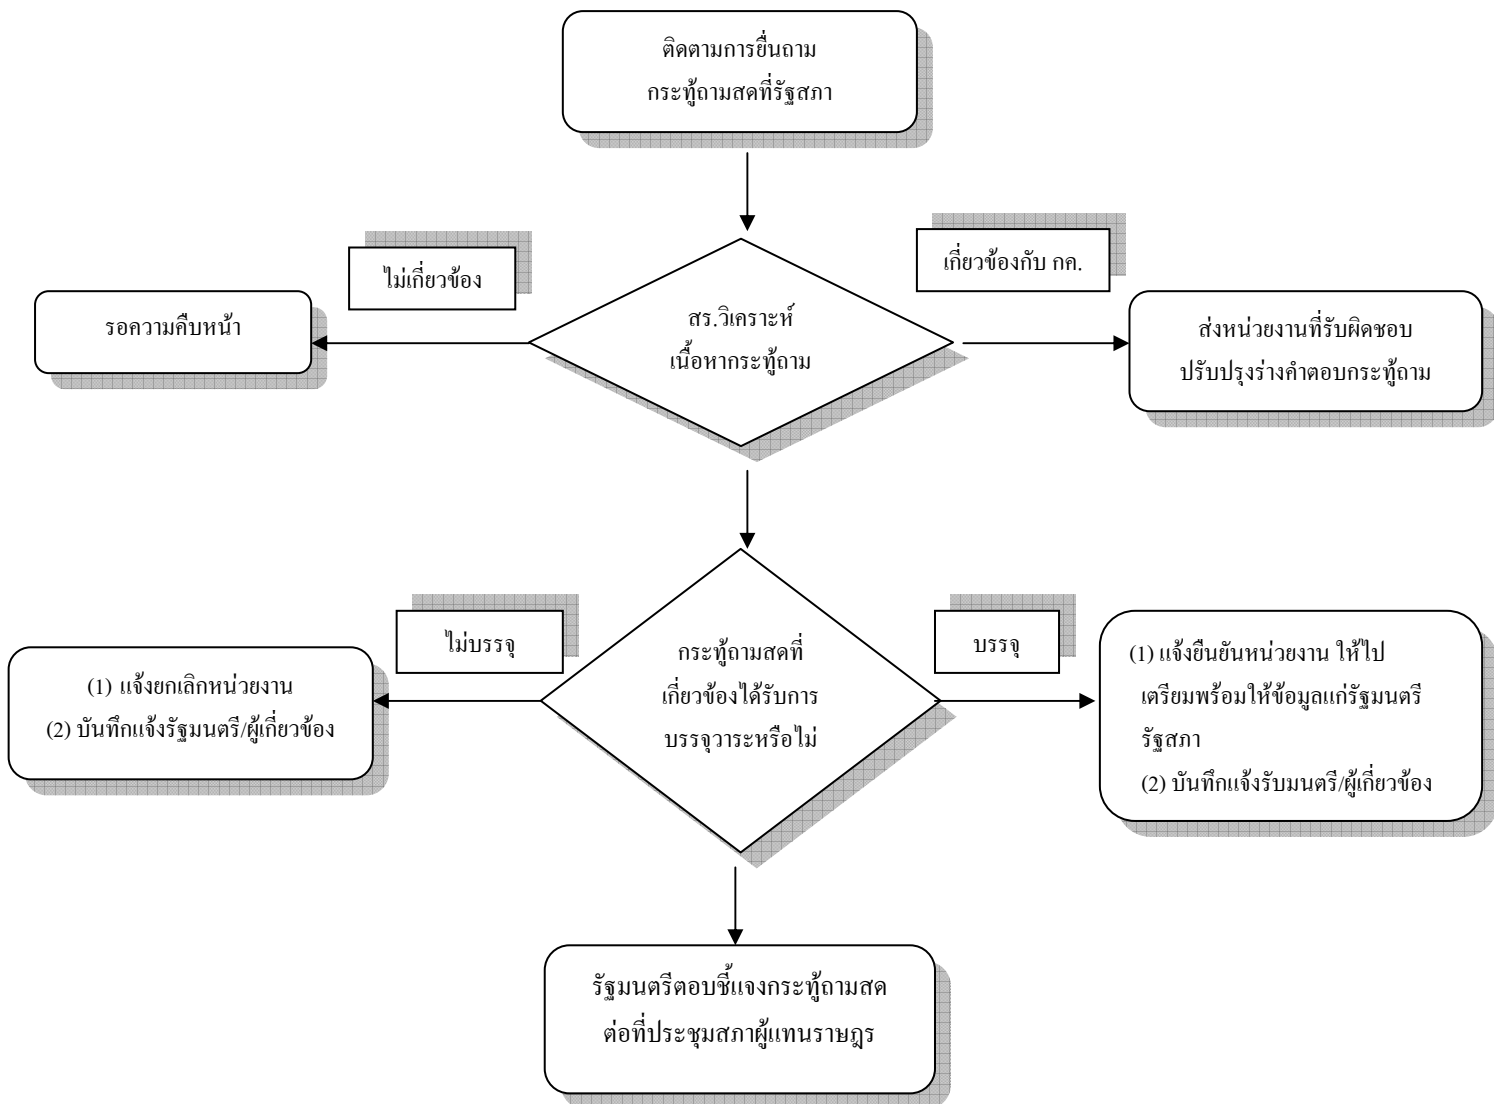 ติดตามการยื่นถาม
กระทู้ถามสดที่รัฐสภา
ไม่เกี่ยวข้อง
เกี่ยวข้องกับ กค.
รอความคืบหน้า
สร.วิเคราะห์
เนื้อหากระทู้ถาม
ส่งหน่วยงานที่รับผิดชอบ
ปรับปรุงร่างคำตอบกระทู้ถาม
ไม่บรรจุ
บรรจุ
(1) แจ้งยกเลิกหน่วยงาน
(2) บันทึกแจ้งรัฐมนตรี/ผู้เกี่ยวข้อง
กระทู้ถามสดที่
เกี่ยวข้องได้รับการ
บรรจุวาระหรือไม่
(1) แจ้งยืนยันหน่วยงาน ให้ไป
เตรียมพร้อมให้ข้อมูลแก่รัฐมนตรี
รัฐสภา
(2) บันทึกแจ้งรับมนตรี/ผู้เกี่ยวข้อง
รัฐมนตรีตอบชี้แจงกระทู้ถามสด
ต่อที่ประชุมสภาผู้แทนราษฎร